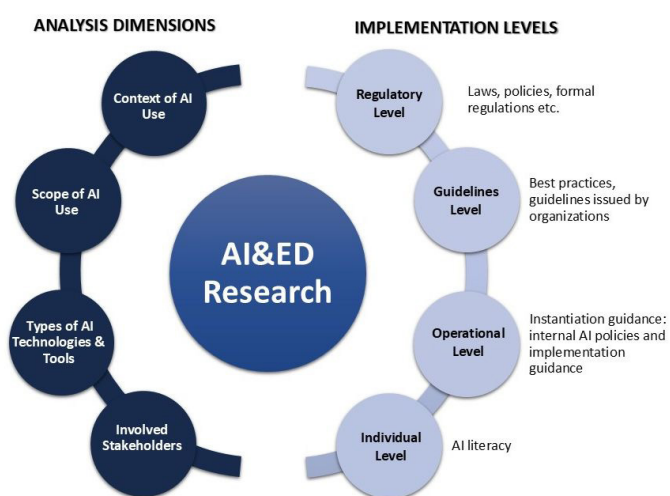 ANALYSIS DIMENSIONS
IMPLEMENTATION LEVELS
Context of AI
Use
Scope of AI
Use
Types of AI
Technologies &
Tools
Involved
Stakeholders
AI&ED
Research
Regulatory
Level
Laws, policies, formal
regulations etc.
Guidelines
Level
Best practices,
guidelines issued by
organizations
Operational
Level
Instantiation guidance:
internal AI policies and
implementation
guidance
Individual
Level
AI literacy